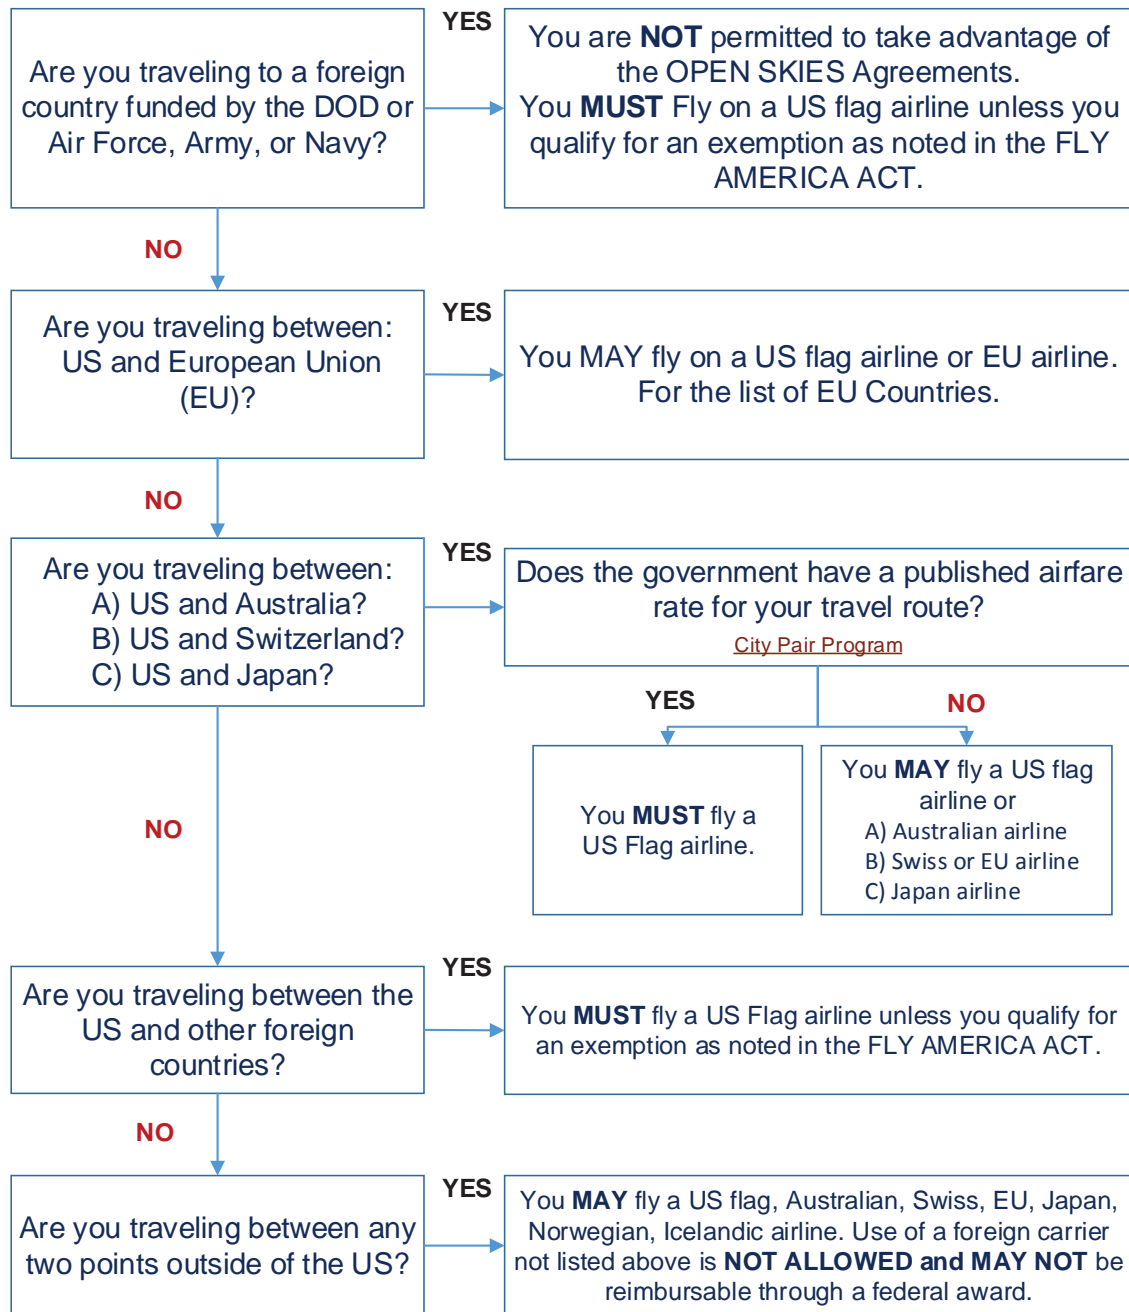 Are you traveling to a foreign
country funded by the DOD or
Air Force, Army, or Navy?
YES
You are NOT permitted to take advantage of
the OPEN SKIES Agreements.
You MUST Fly on a US flag airline unless you
qualify for an exemption as noted in the FLY
AMERICA ACT.
NO
Are you traveling between:
US and European Union
(EU)?
YES
You MAY fly on a US flag airline or EU airline.
For the list of EU Countries.
NO
Are you traveling between:
A) US and Australia?
B) US and Switzerland?
C) US and Japan?
YES
Does the government have a published airfare
rate for your travel route?
City Pair Program
YES
You MUST fly a
US Flag airline.
NO
You MAY fly a US flag
airline or
A) Australian airline
B) Swiss or EU airline
C) Japan airline
NO
Are you traveling between the
US and other foreign
countries?
YES
You MUST fly a US Flag airline unless you qualify for
an exemption as noted in the FLY AMERICA ACT.
NO
Are you traveling between any
two points outside of the US?
YES
You MAY fly a US flag, Australian, Swiss, EU, Japan,
Norwegian, Icelandic airline. Use of a foreign carrier
not listed above is NOT ALLOWED and MAY NOT be
reimbursable through a federal award.